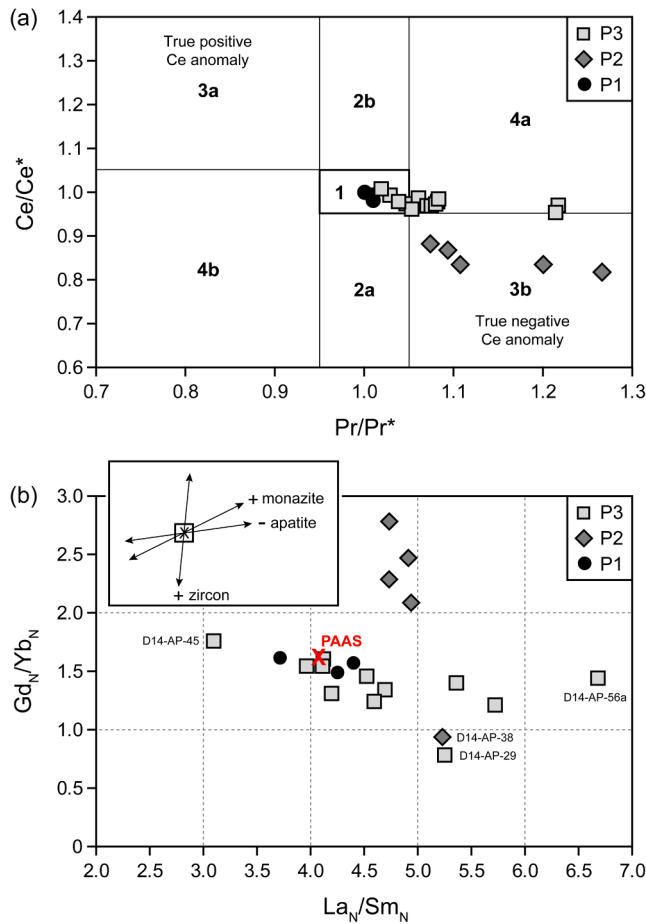 (a)
1.4
1.3
1.2
1.1
1.0
0.9
0.8
0.7
0.6
Ce/Ce*
True positive
Ce anomaly
3a
2b
4a
1
4b
2a
3b
True negative
Ce anomaly
P3
P2
P1
0.7
0.8
0.9
1.0
1.1
1.2
1.3
Pr/Pr*
(b)
3.0
2.5
2.0
1.5
1.0
0.5
0
Gd_N/Yb_N
+ monazite
- apatite
+ zircon
P3
P2
P1
D14-AP-45
PAAS
X
D14-AP-56a
D14-AP-38
D14-AP-29
2.0
2.5
3.0
3.5
4.0
4.5
5.0
5.5
6.0
6.5
7.0
La_N/Sm_N